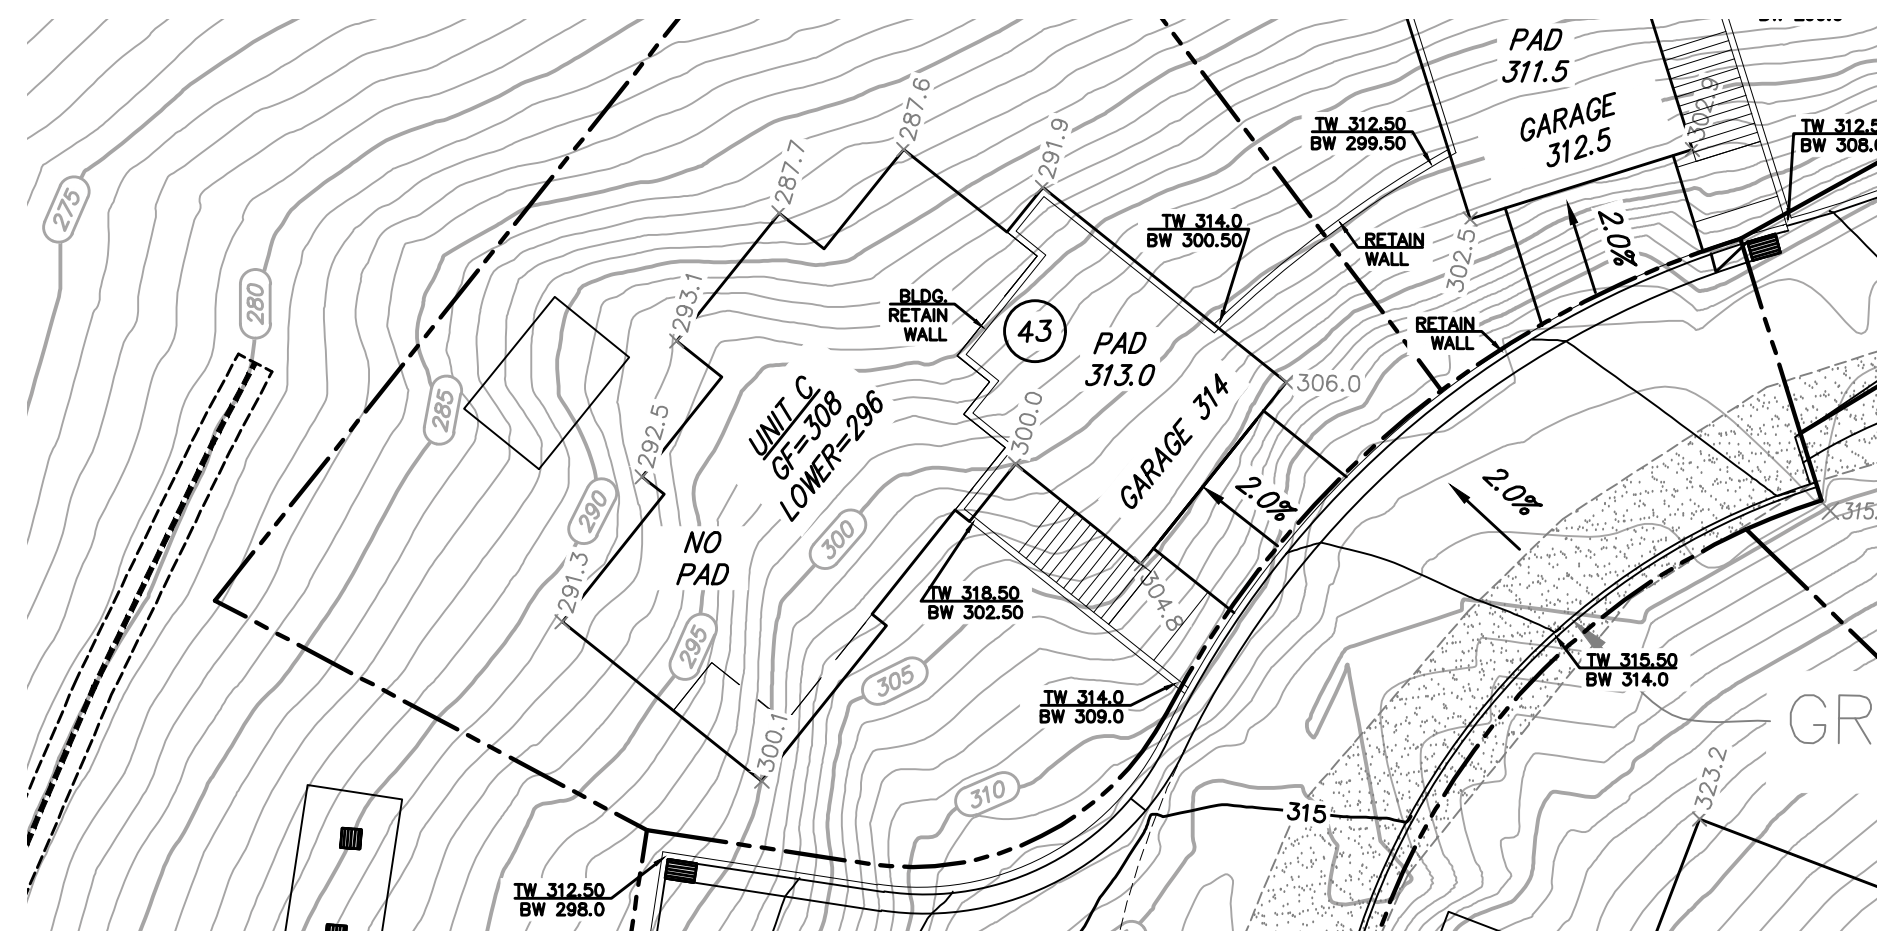 PAD
311.5
GARAGE
312.5
302.9
TW 312.50
BW 299.50
TW 312.5
BW 308.0
287.6
291.9
287.7
275
280
293.1
TW 314.0
BW 300.50
RETAIN
WALL
302.5
2.0%
BLDG.
RETAIN
WALL
43
PAD
313.0
RETAIN
WALL
285
UNIT C
GF=308
LOWER=296
306.0
GARAGE 314
300.0
292.5
2.0%
2.0%
290
300
315.
NO
PAD
291.3
TW 318.50
BW 302.50
304.8
295
305
TW 315.50
BW 314.0
TW 314.0
BW 309.0
GR
300.1
310
315
323.2
TW 312.50
BW 298.0